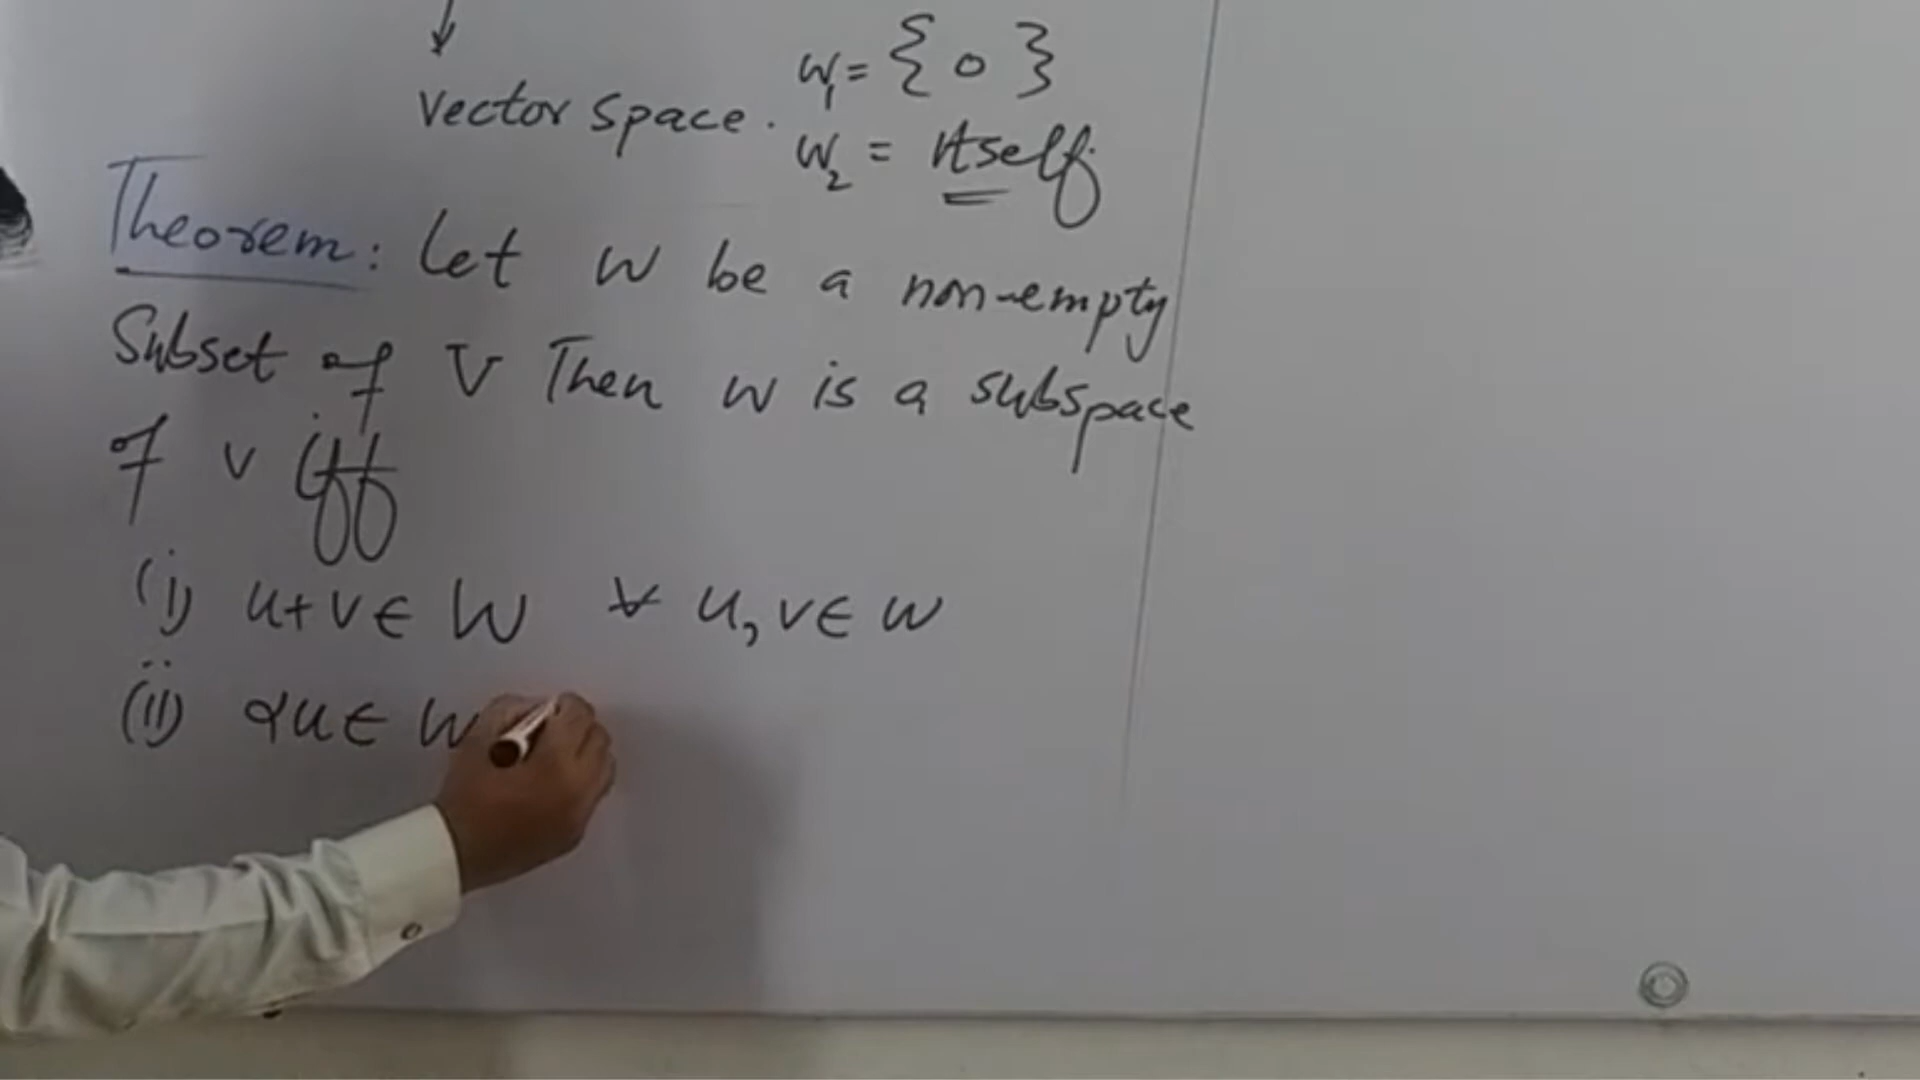 vector space. W₁ = { 0 }
W₂ = itself
Theorem: Let W be a non-empty
Subset of V Then W is a subspace
of V iff
(i) u+v ∈ W ∀ u, v ∈ W
(ii) αu ∈ W